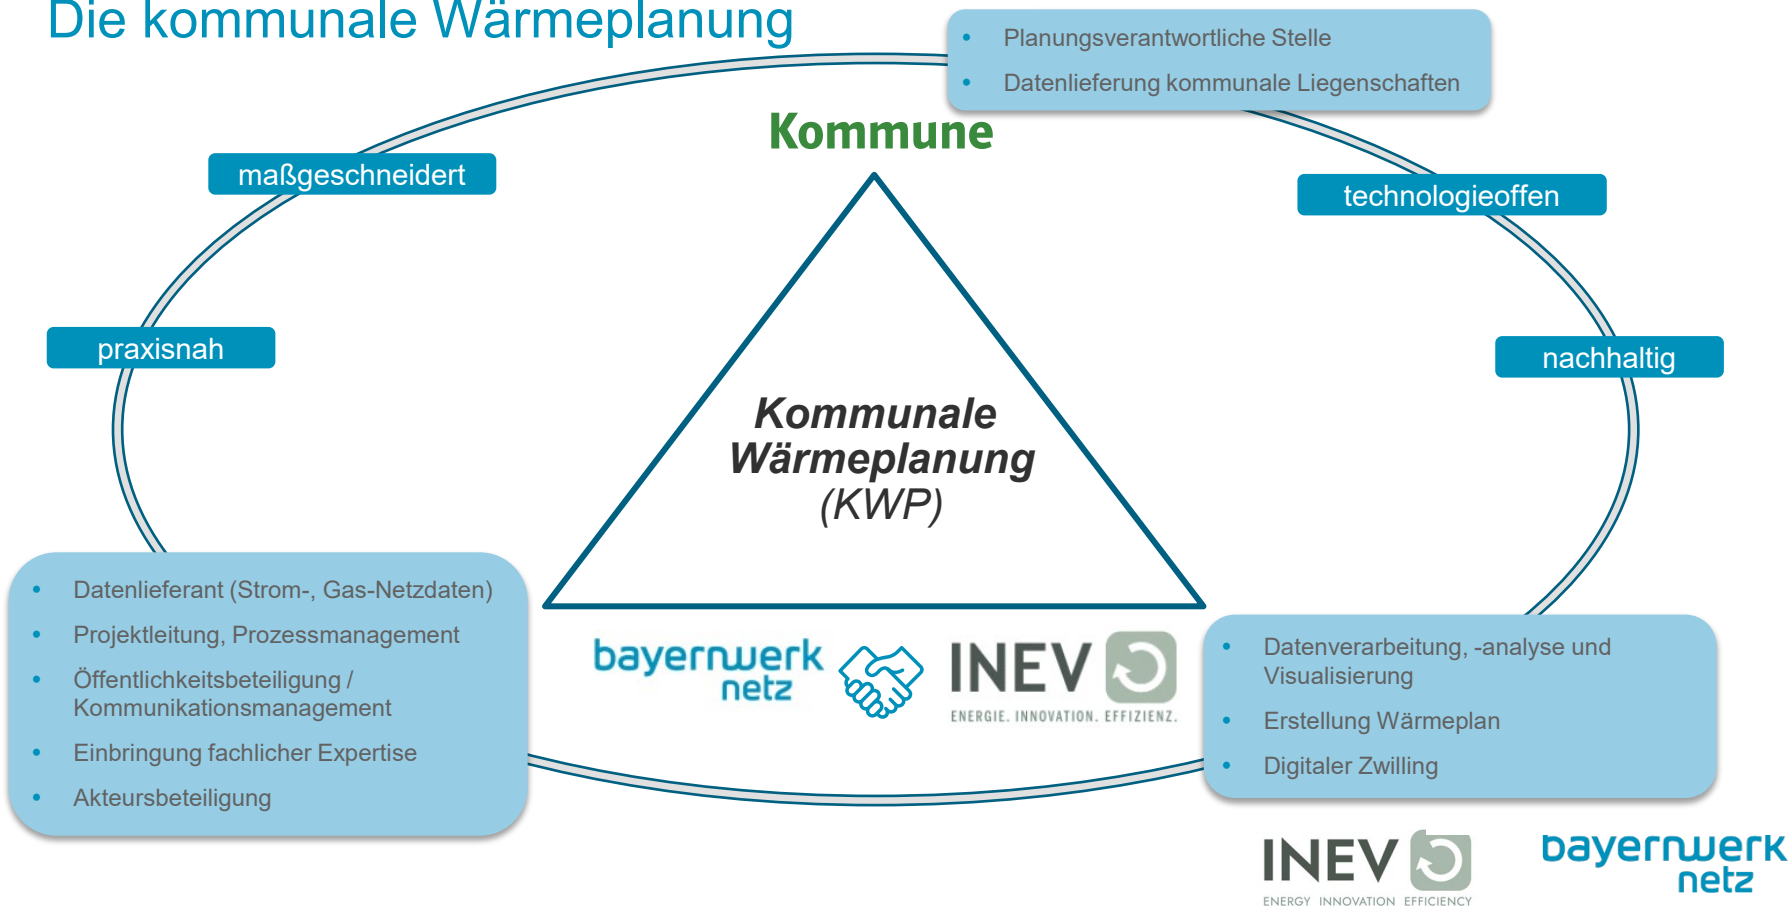 Die kommunale Wärmeplanung
• Planungsverantwortliche Stelle
• Datenlieferung kommunale Liegenschaften
Kommune
maßgeschneidert
technologieoffen
praxisnah
nachhaltig
Kommunale
Wärmeplanung
(KWP)
• Datenlieferant (Strom-, Gas-Netzdaten)
• Projektleitung, Prozessmanagement
• Öffentlichkeitsbeteiligung /
Kommunikationsmanagement
• Einbringung fachlicher Expertise
• Akteursbeteiligung
bayernwerk
netz
INEV
ENERGIE. INNOVATION. EFFIZIENZ.
• Datenverarbeitung, -analyse und
Visualisierung
• Erstellung Wärmeplan
• Digitaler Zwilling
INEV
ENERGY INNOVATION EFFICIENCY
bayernwerk
netz